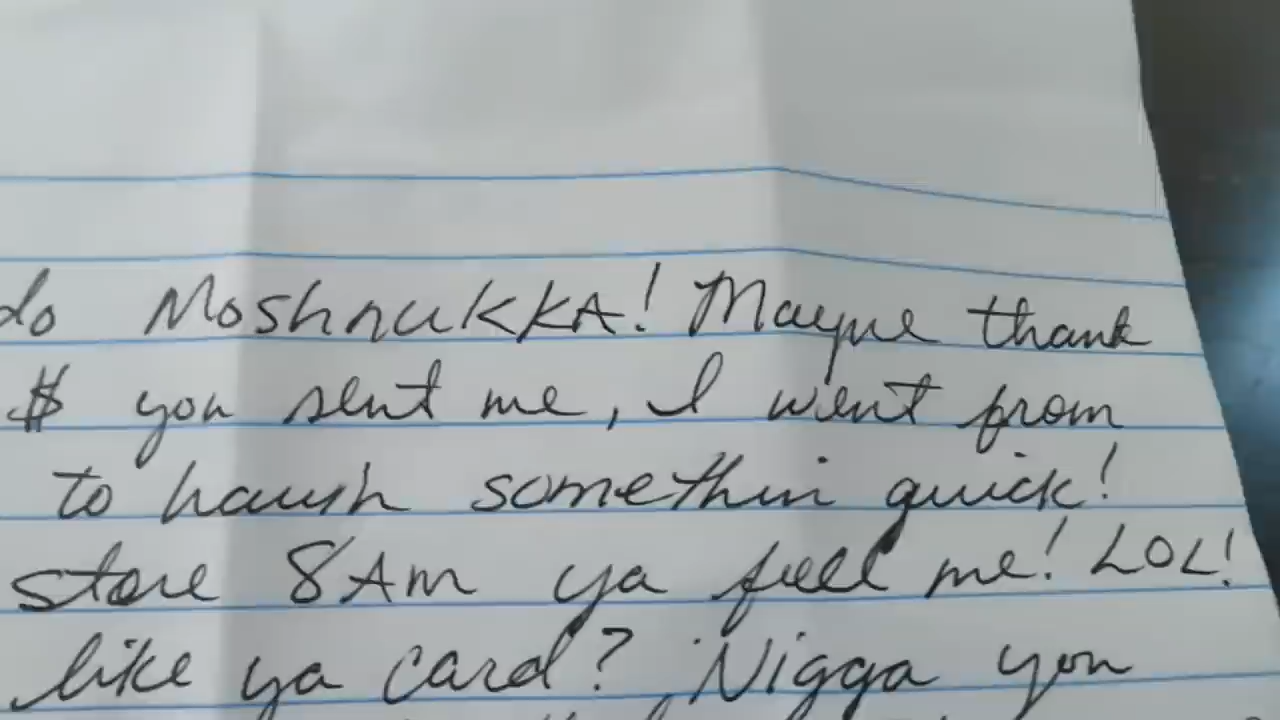 do MoshnukkA! Mayne thank
$ you sent me, I went from
to harsh somethin quick!
store 8AM ya feel me! LOL!
like ya card? Nigga you